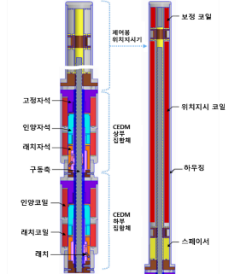 제어봉
위치지시기
고정자석
인양자석
래치자석
구동축
인양코일
래치코일
래치
CEDM
상부
집합체
CEDM
하부
집합체
보정 코일
위치지시 코일
하우징
스페이서